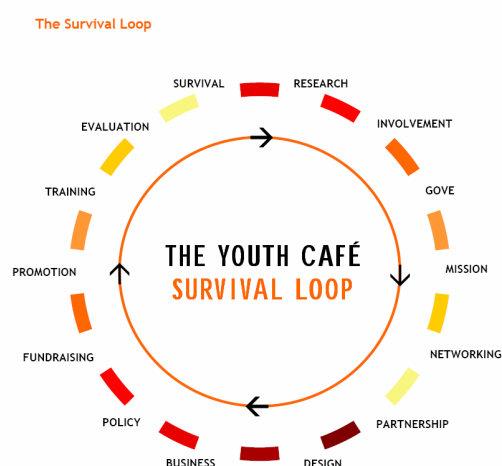 The Survival Loop
SURVIVAL
RESEARCH
INVOLVEMENT
GOVE
MISSION
NETWORKING
PARTNERSHIP
DESIGN
BUSINESS
POLICY
FUNDRAISING
PROMOTION
TRAINING
EVALUATION
THE YOUTH CAFÉ
SURVIVAL LOOP